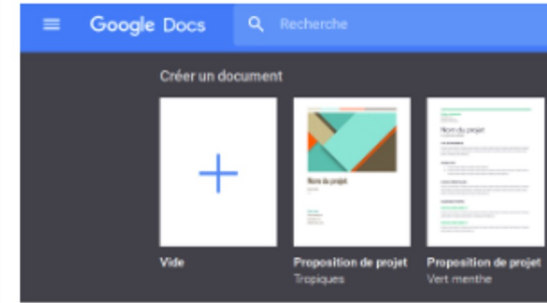 Google Docs
Recherche
Créer un document
Nom du projet
Nom du projet
Vide
Proposition de projet
Tropiques
Proposition de projet
Vert menthe